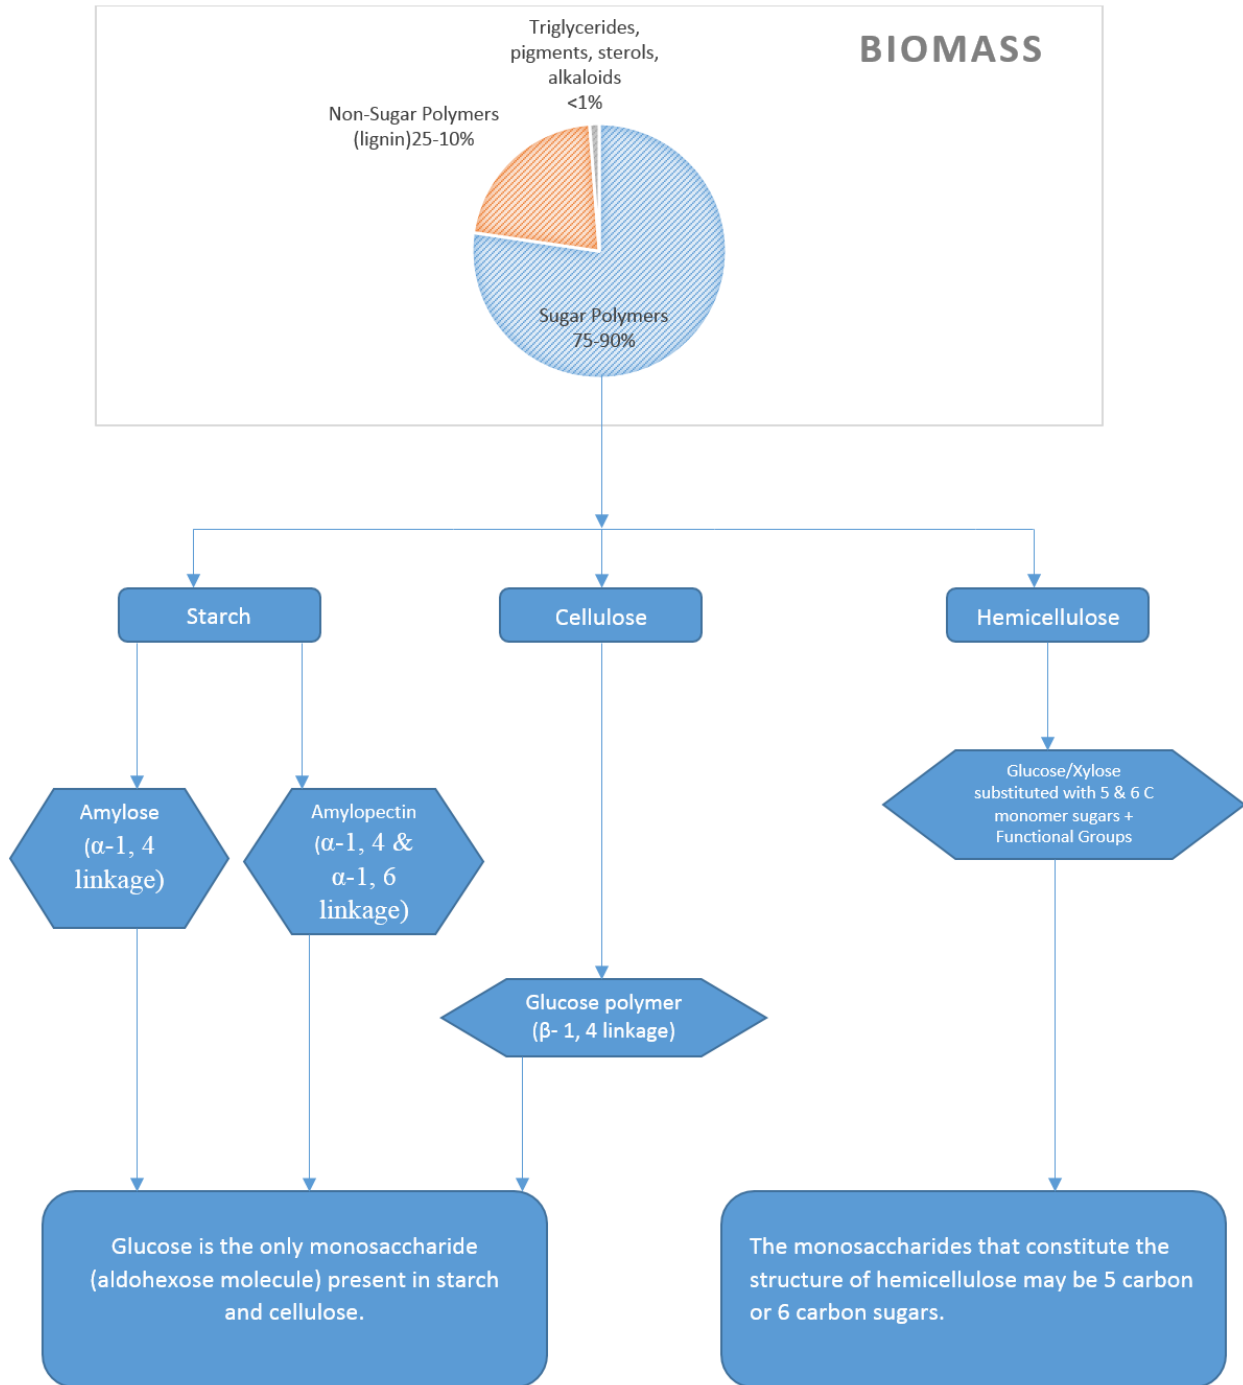 BIOMASS
Triglycerides,
pigments, sterols,
alkaloids
<1%
Non-Sugar Polymers
(lignin)25-10%
Sugar Polymers
75-90%
Starch
Cellulose
Hemicellulose
Amylose
(α-1, 4
linkage)
Amylopectin
(α-1, 4 &
α-1, 6
linkage)
Glucose/Xylose
substituted with 5 & 6 C
monomer sugars +
Functional Groups
Glucose polymer
(β- 1, 4 linkage)
Glucose is the only monosaccharide
(aldohexose molecule) present in starch
and cellulose.
The monosaccharides that constitute the
structure of hemicellulose may be 5 carbon
or 6 carbon sugars.